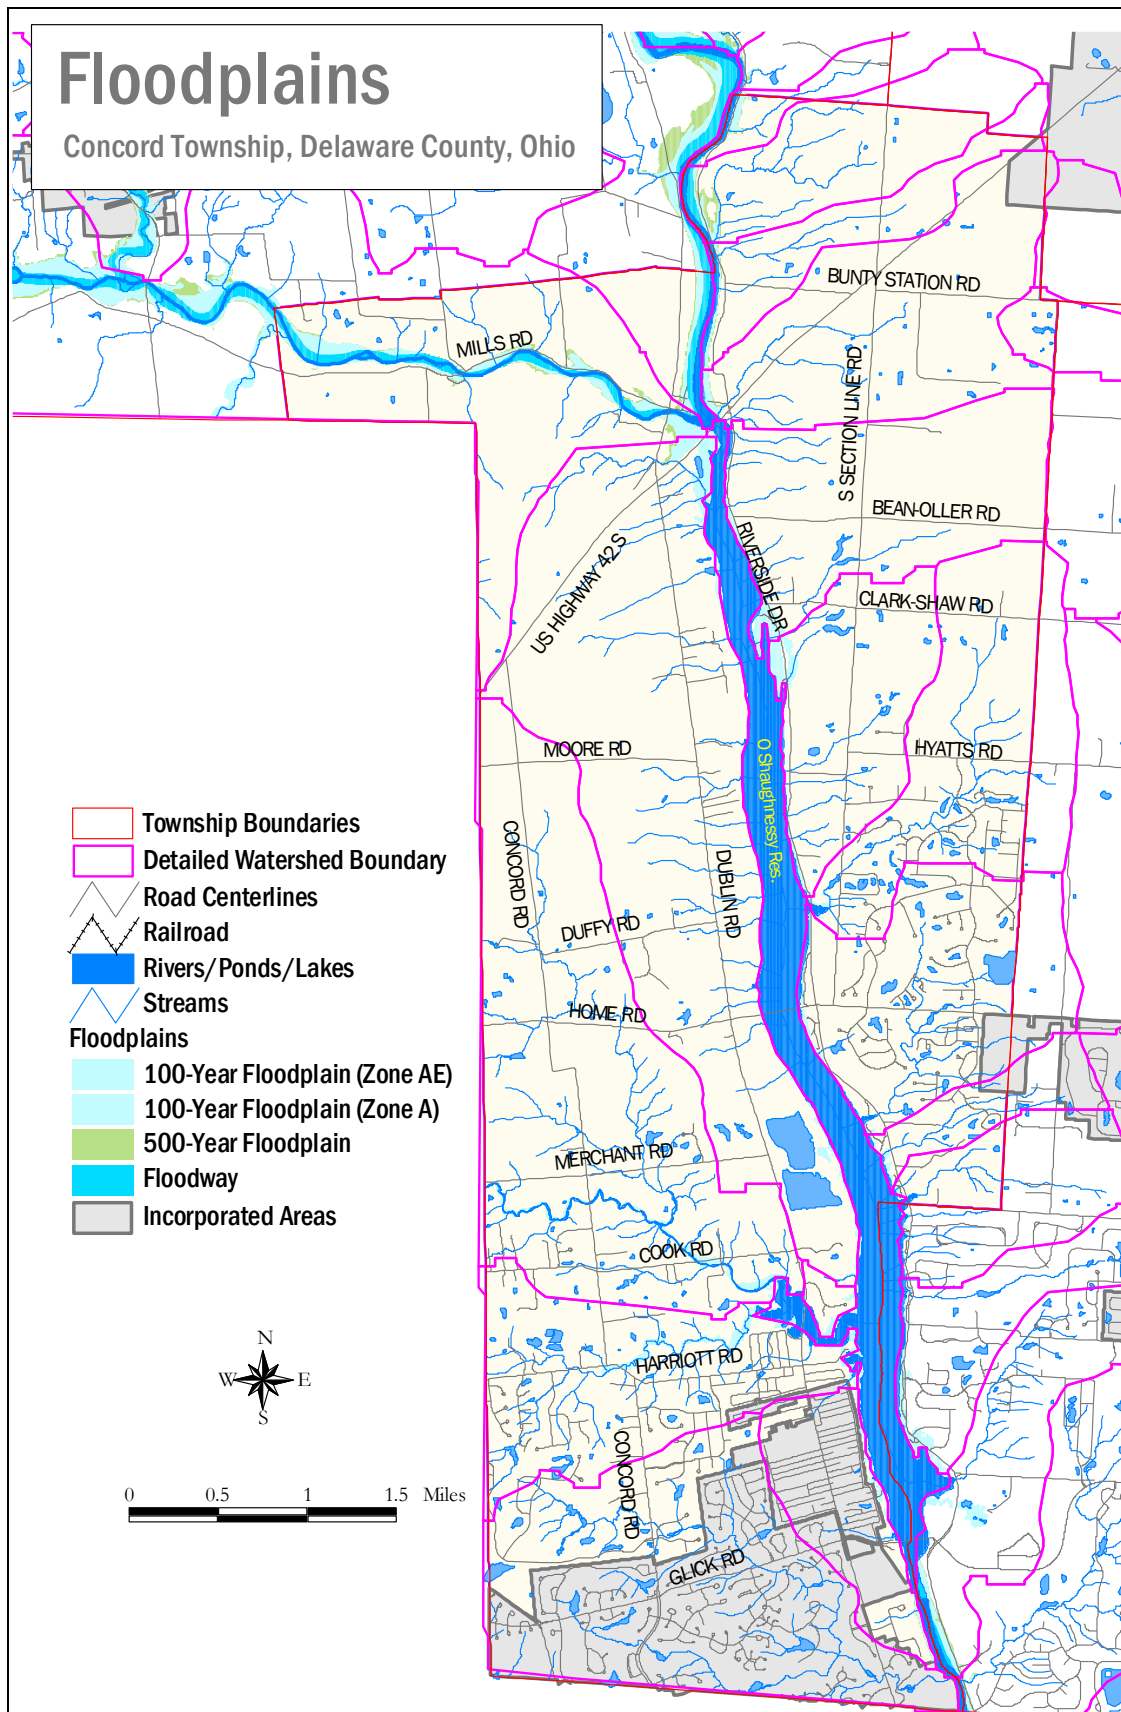 Floodplains
Concord Township, Delaware County, Ohio
BUNTY STATION RD
MILLS RD
S SECTION LINE RD
BEAN-OLLER RD
US HIGHWAY 42 S
RIVERSIDE DR
CLARK-SHAW RD
MOORE RD
HYATTS RD
O Shaughnessy Res.
Township Boundaries
Detailed Watershed Boundary
Road Centerlines
Railroad
Rivers/Ponds/Lakes
Streams
Floodplains
100-Year Floodplain (Zone AE)
100-Year Floodplain (Zone A)
500-Year Floodplain
Floodway
Incorporated Areas
CONCORD RD
DUBLIN RD
DUFFY RD
HOME RD
MERCHANT RD
COOK RD
HARRIOTT RD
CONCORD RD
GLICK RD
N
W E
S
0 0.5 1 1.5 Miles